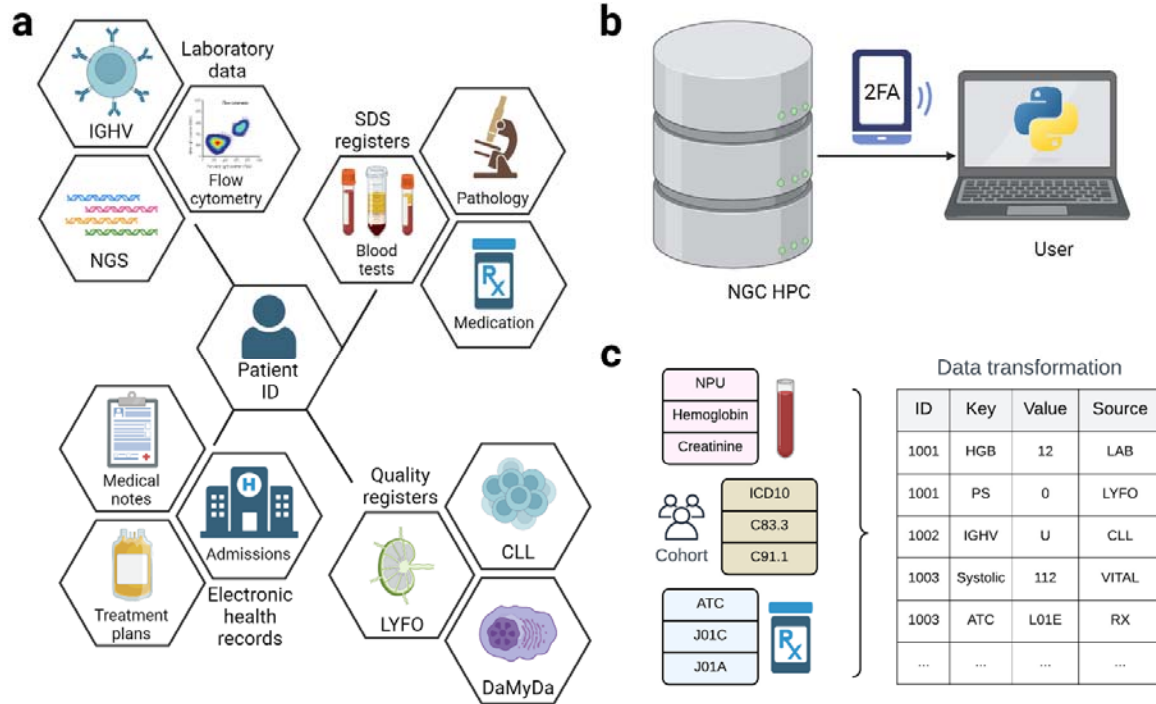 a
Laboratory
data
IGHV
Flow
cytometry
NGS
SDS
registers
Pathology
Blood
tests
Rx
Medication
Patient
ID
Medical
notes
H
Admissions
Treatment
plans
Electronic
health
records
Quality
registers
CLL
LYFO
DaMyDa
b
2FA
NGC HPC
User
c
NPU
Hemoglobin
Creatinine
Cohort
ICD10
C83.3
C91.1
ATC
J01C
J01A
Rx
Data transformation
ID Key Value Source
1001 HGB 12 LAB
1001 PS 0 LYFO
1002 IGHV U CLL
1003 Systolic 112 VITAL
1003 ATC L01E RX
... ... ... ...